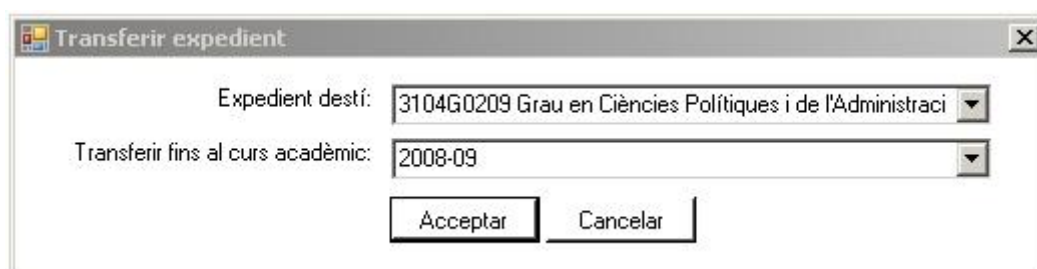 Transferir expedient
Expedient destí: 3104G0209 Grau en Ciències Polítiques i de l'Administraci
Transferir fins al curs acadèmic: 2008-09
Acceptar Cancelar